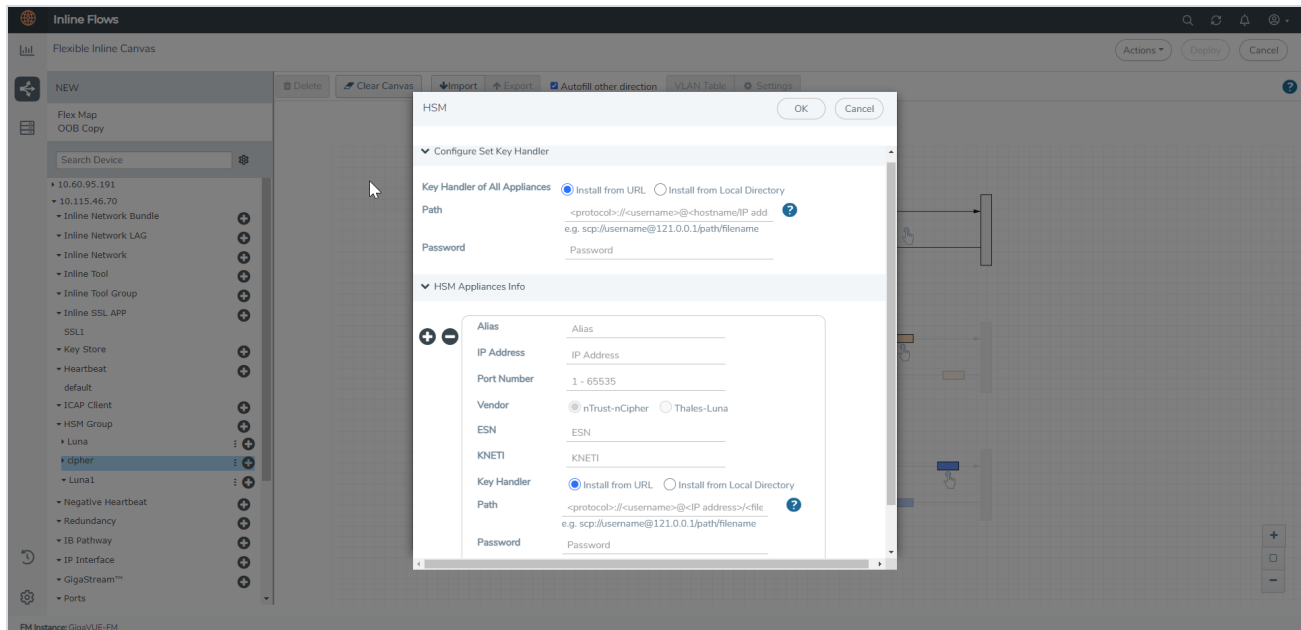 Inline Flows
Flexible Inline Canvas
Actions
Deploy
Cancel
NEW
Delete
Clear Canvas
Import
Export
Autofill other direction
VLAN Table
Settings
Flex Map
OOB Copy
Search Device
10.60.95.191
10.115.46.70
Inline Network Bundle
Inline Network LAG
Inline Network
Inline Tool
Inline Tool Group
Inline SSL APP
SSL1
Key Store
Heartbeat
default
ICAP Client
HSM Group
Luna
cipher
Luna1
Negative Heartbeat
Redundancy
IB Pathway
IP Interface
GigaStream™
Ports
FM Instance: GigaVUE-FM
HSM
OK
Cancel
Configure Set Key Handler
Key Handler of All Appliances
Install from URL
Install from Local Directory
Path
<protocol>://<username>@<hostname/IP add
e.g. scp://username@121.0.0.1/path/filename
Password
Password
HSM Appliances Info
Alias
Alias
IP Address
IP Address
Port Number
1 - 65535
Vendor
nTrust-nCipher
Thales-Luna
ESN
ESN
KNETI
KNETI
Key Handler
Install from URL
Install from Local Directory
Path
<protocol>://<username>@<IP address>/<file
e.g. scp://username@121.0.0.1/path/filename
Password
Password